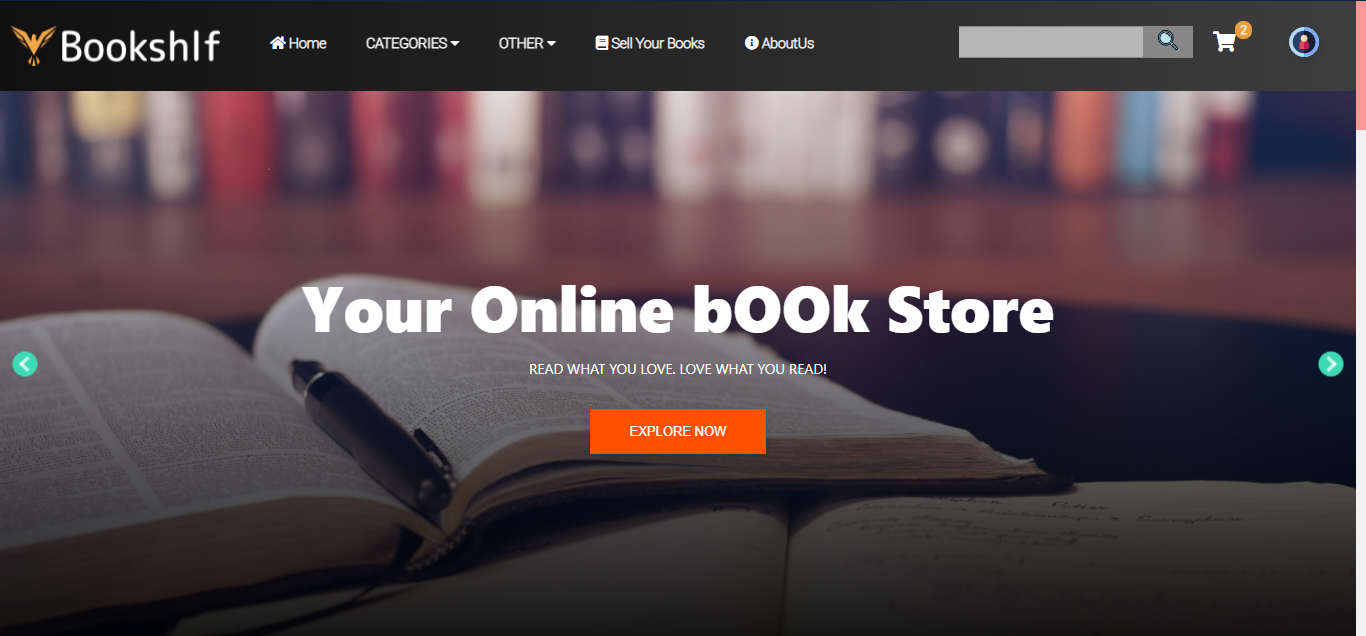 Bookshlf
Home
CATEGORIES
OTHER
Sell Your Books
AboutUs
2
Your Online bOOk Store
READ WHAT YOU LOVE. LOVE WHAT YOU READ!
EXPLORE NOW